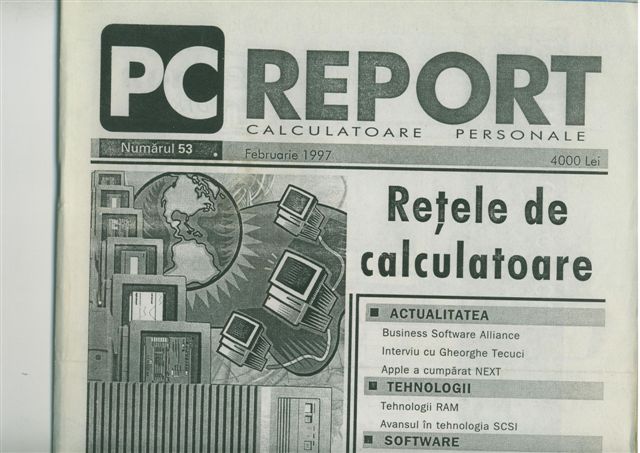 PC REPORT
CALCULATOARE PERSONALE
Numărul 53
Februarie 1997
4000 Lei
Rețele de
calculatoare
ACTUALITATEA
Business Software Alliance
Interviu cu Gheorghe Tecuci
Apple a cumpărat NEXT
TEHNOLOGII
Tehnologii RAM
Avansul în tehnologia SCSI
SOFTWARE